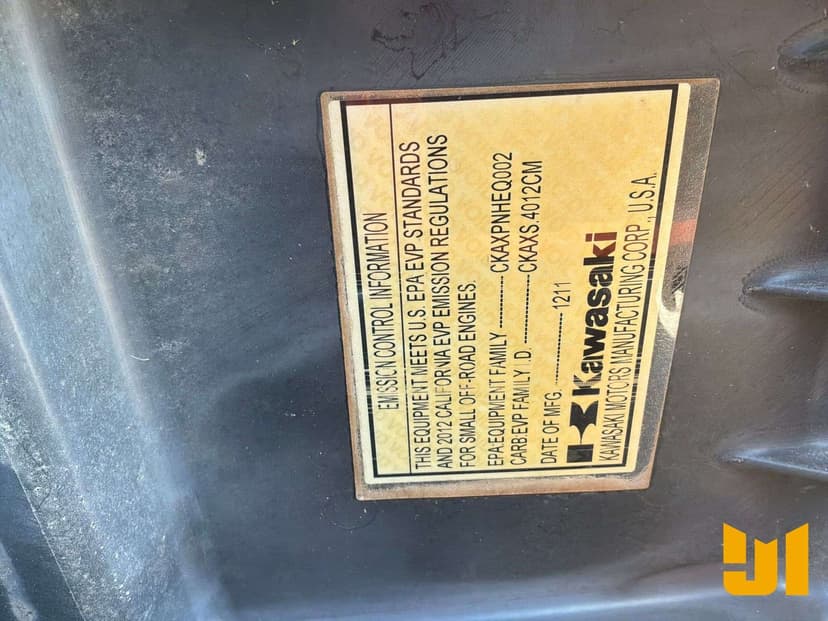 EMISSION CONTROL INFORMATION
THIS EQUIPMENT MEETS U.S. EPA EVP STANDARDS
AND 2012 CALIFORNIA EVP EMISSION REGULATIONS
FOR SMALL OFF-ROAD ENGINES.
EPA:EQUIPMENT FAMILY ------------ CKAXPNHEQ002
CARB:EVP FAMILY I.D. --------------- CKAXS.4012CM
DATE OF MFG. ----------------- 1211
Kawasaki
KAWASAKI MOTORS MANUFACTURING CORP., U.S.A.